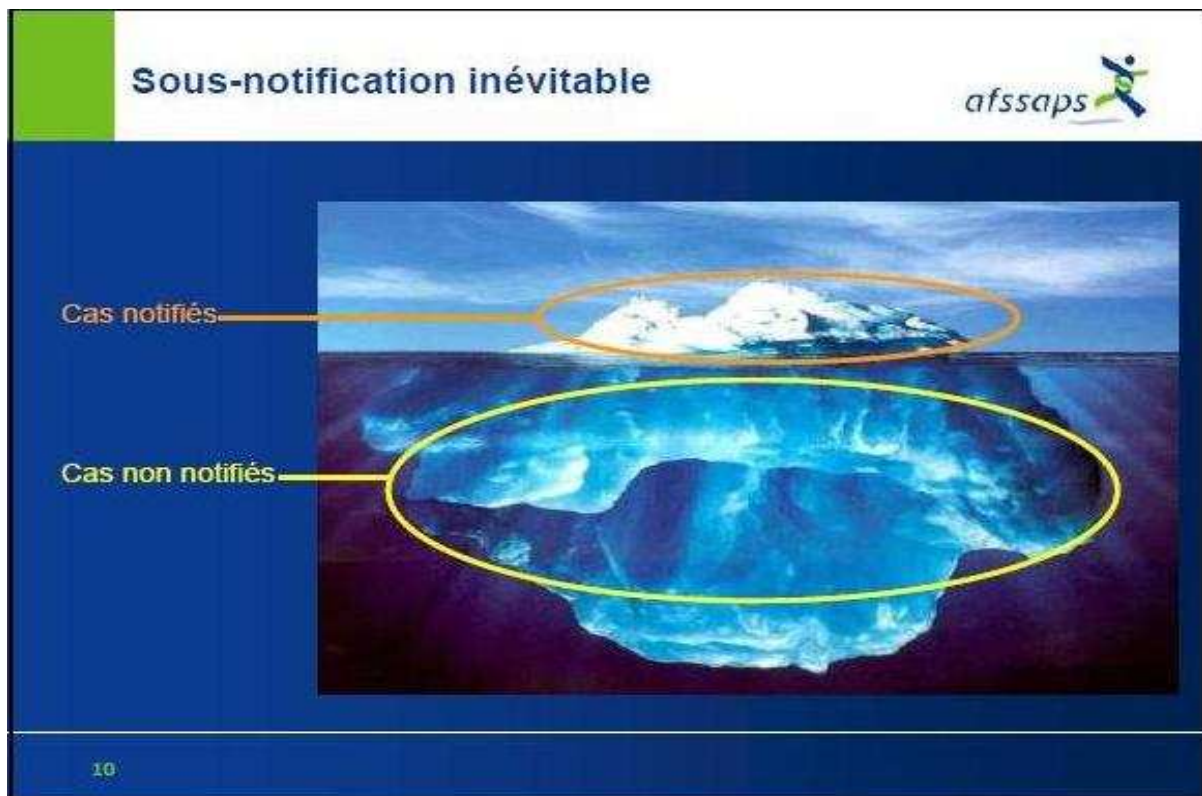 Sous-notification inévitable
afssaps
Cas notifiés
Cas non notifiés
10